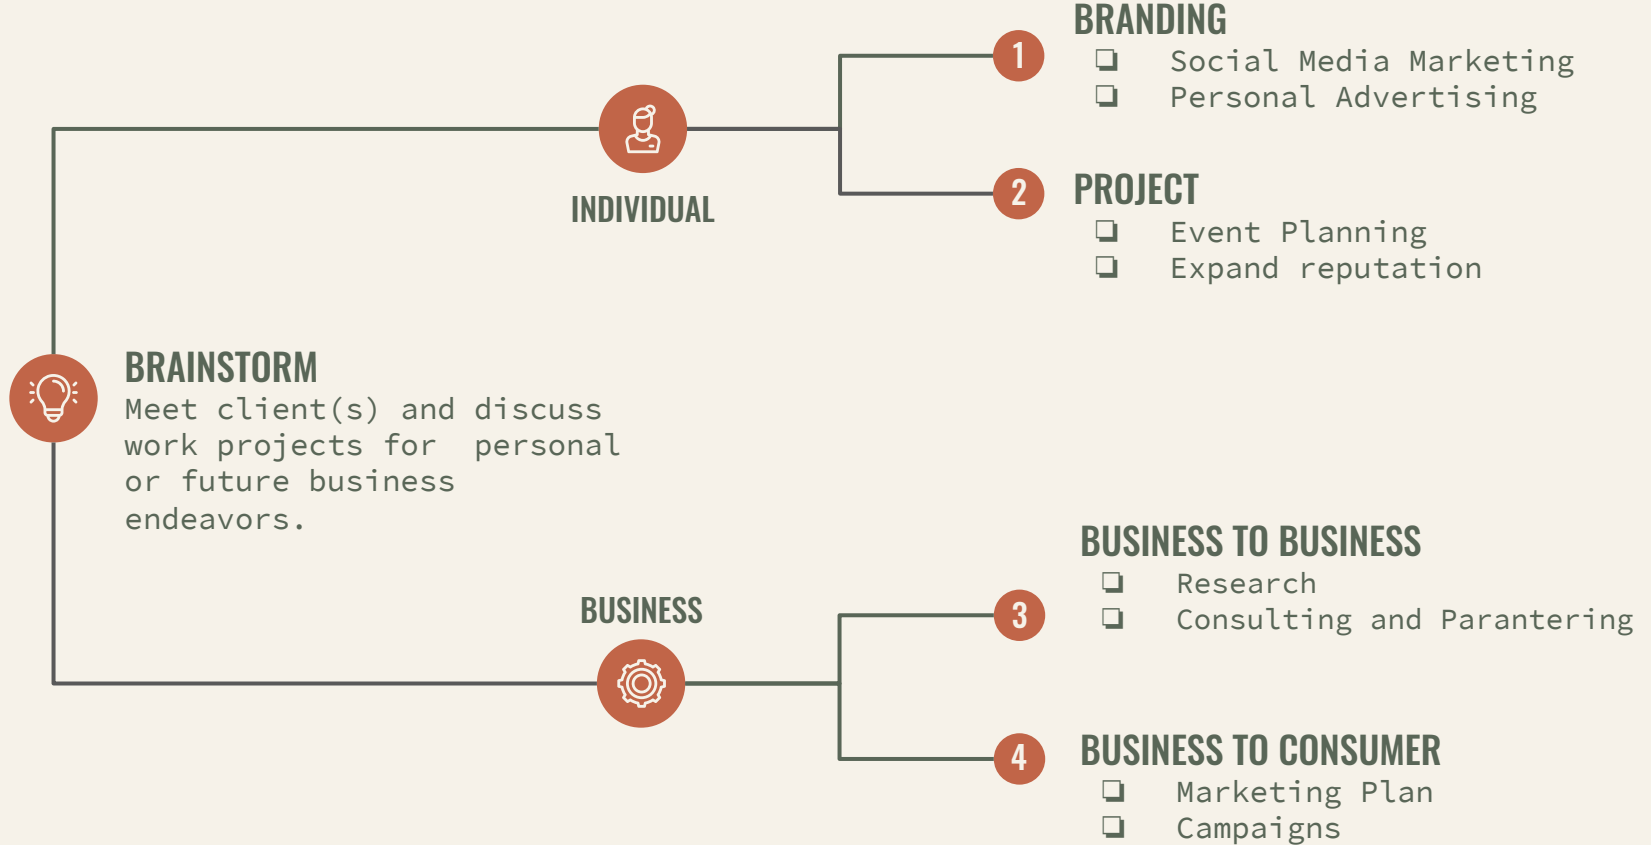 BRANDING
❏ Social Media Marketing
❏ Personal Advertising
1
INDIVIDUAL
2
PROJECT
❏ Event Planning
❏ Expand reputation
BRAINSTORM
Meet client(s) and discuss
work projects for  personal
or future business
endeavors.
BUSINESS
BUSINESS TO BUSINESS
❏ Research
❏ Consulting and Parantering
3
4
BUSINESS TO CONSUMER
❏ Marketing Plan
❏ Campaigns